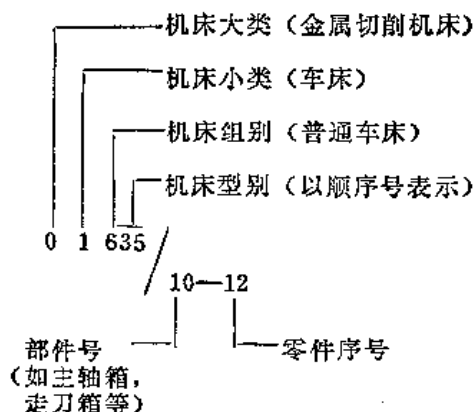 机床大类（金属切削机床）
机床小类（车床）
机床组别（普通车床）
机床型别（以顺序号表示）
0 1 635
10—12
部件号
（如主轴箱，
走刀箱等）
零件序号